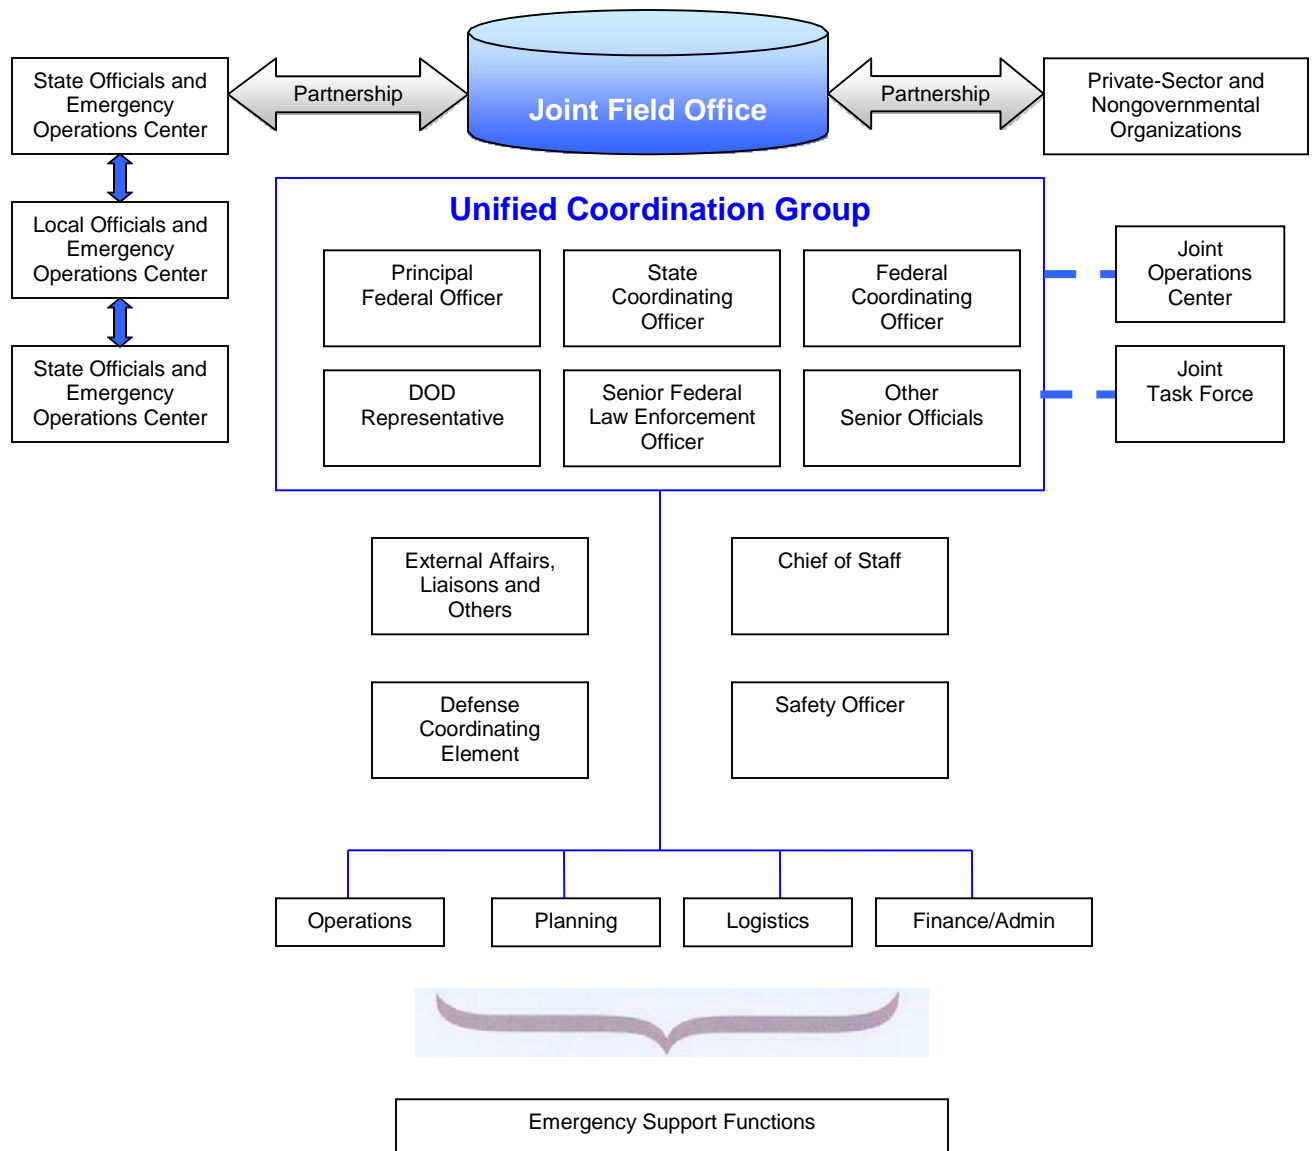 State Officials and
Emergency
Operations Center
Partnership
Joint Field Office
Partnership
Private-Sector and
Nongovernmental
Organizations
Local Officials and
Emergency
Operations Center
State Officials and
Emergency
Operations Center
Unified Coordination Group
Principal
Federal Officer
State
Coordinating
Officer
Federal
Coordinating
Officer
DOD
Representative
Senior Federal
Law Enforcement
Officer
Other
Senior Officials
Joint
Operations
Center
Joint
Task Force
External Affairs,
Liaisons and
Others
Chief of Staff
Defense
Coordinating
Element
Safety Officer
Operations
Planning
Logistics
Finance/Admin
Emergency Support Functions